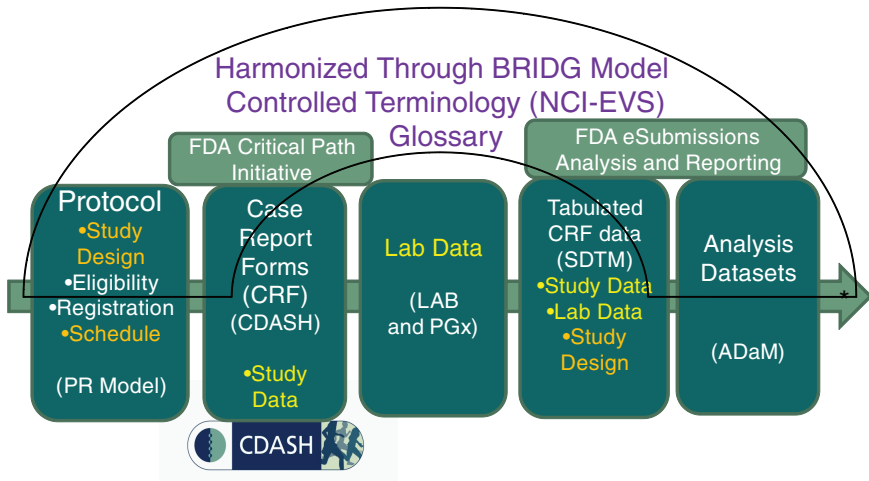 Harmonized Through BRIDG Model
Controlled Terminology (NCI-EVS)
Glossary
FDA Critical Path
Initiative
FDA eSubmissions
Analysis and Reporting
Protocol
•Study
Design
•Eligibility
•Registration
•Schedule
(PR Model)
Case
Report
Forms
(CRF)
(CDASH)
•Study
Data
Lab Data
(LAB
and PGx)
Tabulated
CRF data
(SDTM)
•Study Data
•Lab Data
•Study
Design
Analysis
Datasets
(ADaM)
*
CDASH